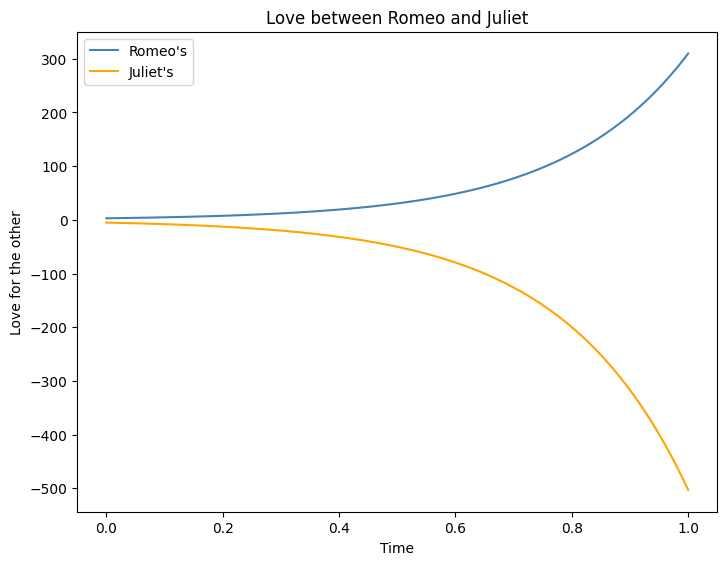 Love between Romeo and Juliet
Romeo's
Juliet's
300
200
100
0
−100
−200
−300
−400
−500
Love for the other
0.0 0.2 0.4 0.6 0.8 1.0
Time